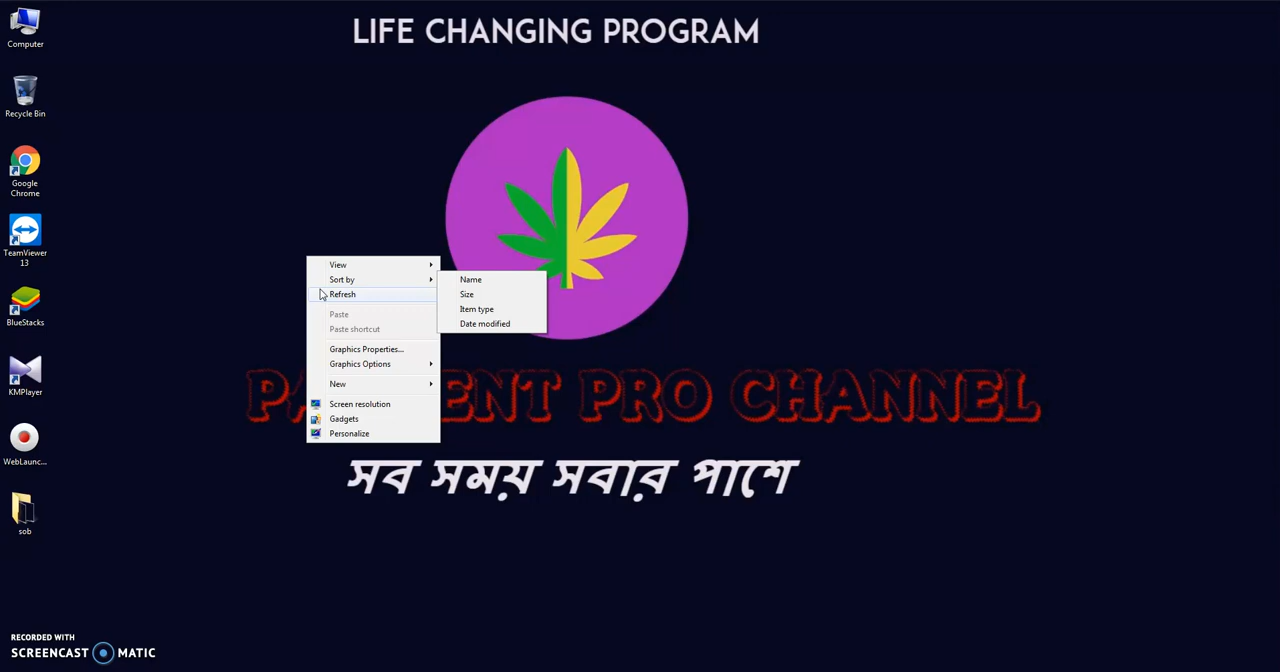 LIFE CHANGING PROGRAM
Computer
Recycle Bin
Google
Chrome
TeamViewer
13
BlueStacks
KMPlayer
WebLaunc...
sob
View
Sort by
Refresh
Paste
Paste shortcut
Graphics Properties...
Graphics Options
New
Screen resolution
Gadgets
Personalize
Name
Size
Item type
Date modified
PRO CHANNEL
সব সময় সবার পাশে
RECORDED WITH
SCREENCAST MATIC